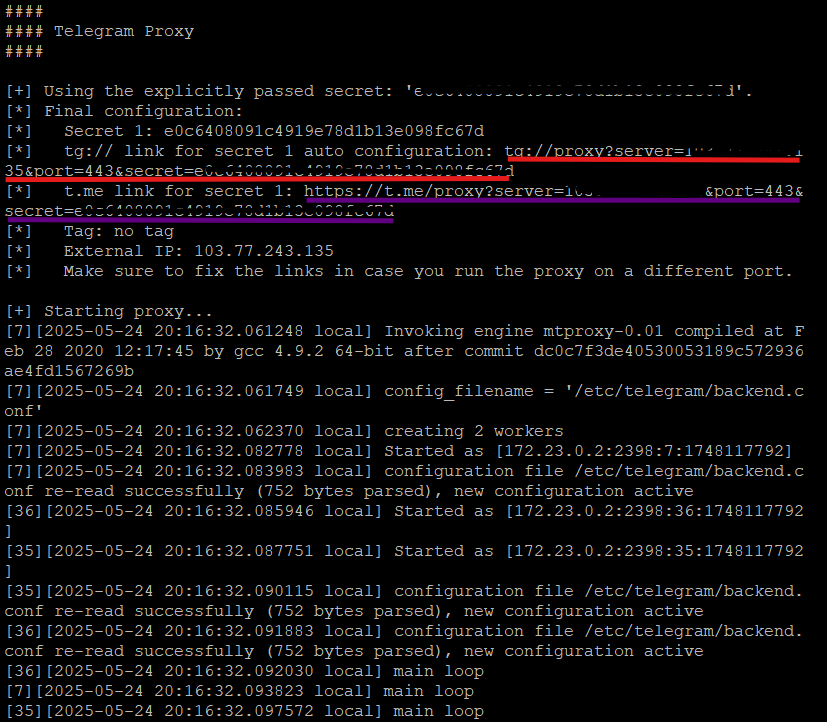 ####
#### Telegram Proxy
####
[+] Using the explicitly passed secret: '
[*] Final configuration:
[*]   Secret 1: e0c6408091c4919e78d1b13e098fc67d
[*]   tg:// link for secret 1 auto configuration: tg://proxy?server=
35&port=443&secret=
[*]   t.me link for secret 1: https://t.me/proxy?server= &port=443&
secret=
[*]   Tag: no tag
[*]   External IP: 103.77.243.135
[*]   Make sure to fix the links in case you run the proxy on a different port.
[+] Starting proxy...
[7][2025-05-24 20:16:32.061248 local] Invoking engine mtproxy-0.01 compiled at F
eb 28 2020 12:17:45 by gcc 4.9.2 64-bit after commit dc0c7f3de40530053189c572936
ae4fd1567269b
[7][2025-05-24 20:16:32.061749 local] config_filename = '/etc/telegram/backend.c
onf'
[7][2025-05-24 20:16:32.062370 local] creating 2 workers
[7][2025-05-24 20:16:32.082778 local] Started as [172.23.0.2:2398:7:1748117792]
[7][2025-05-24 20:16:32.083983 local] configuration file /etc/telegram/backend.c
onf re-read successfully (752 bytes parsed), new configuration active
[36][2025-05-24 20:16:32.085946 local] Started as [172.23.0.2:2398:36:1748117792
]
[35][2025-05-24 20:16:32.087751 local] Started as [172.23.0.2:2398:35:1748117792
]
[35][2025-05-24 20:16:32.090115 local] configuration file /etc/telegram/backend.
conf re-read successfully (752 bytes parsed), new configuration active
[36][2025-05-24 20:16:32.091883 local] configuration file /etc/telegram/backend.
conf re-read successfully (752 bytes parsed), new configuration active
[36][2025-05-24 20:16:32.092030 local] main loop
[7][2025-05-24 20:16:32.093823 local] main loop
[35][2025-05-24 20:16:32.097572 local] main loop